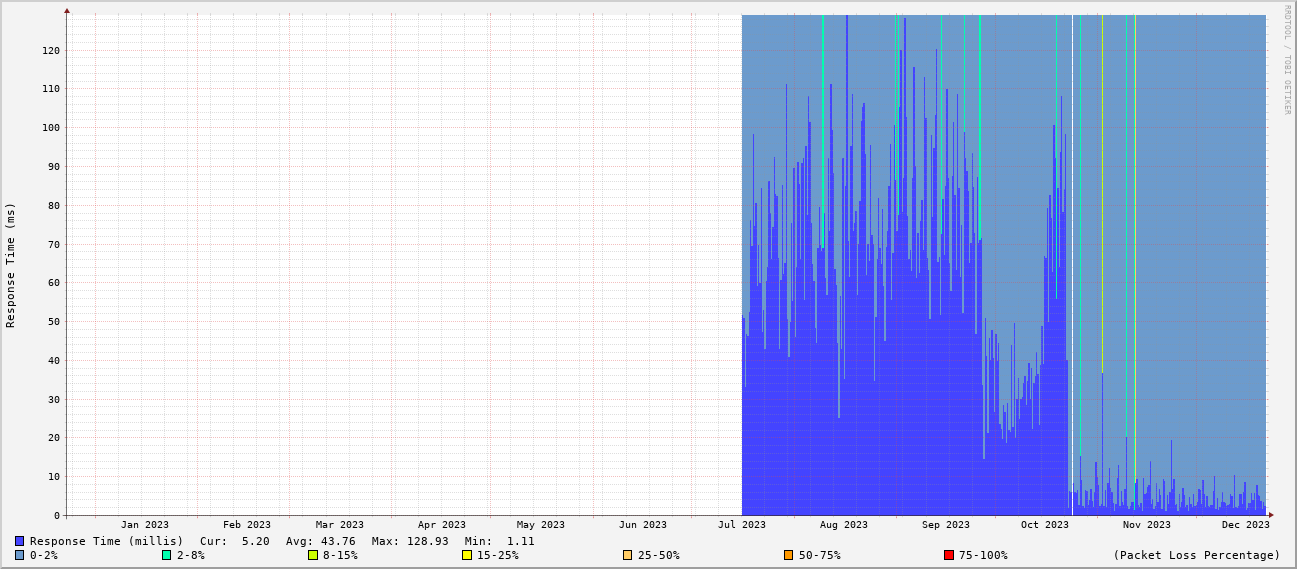 RRDTOOL / TOBI OETIKER
Response Time (ms)
120
110
100
90
80
70
60
50
40
30
20
10
0
Jan 2023 Feb 2023 Mar 2023 Apr 2023 May 2023 Jun 2023 Jul 2023 Aug 2023 Sep 2023 Oct 2023 Nov 2023 Dec 2023
Response Time (millis) Cur: 5.20 Avg: 43.76 Max: 128.93 Min: 1.11
0-2% 2-8% 8-15% 15-25% 25-50% 50-75% 75-100% (Packet Loss Percentage)